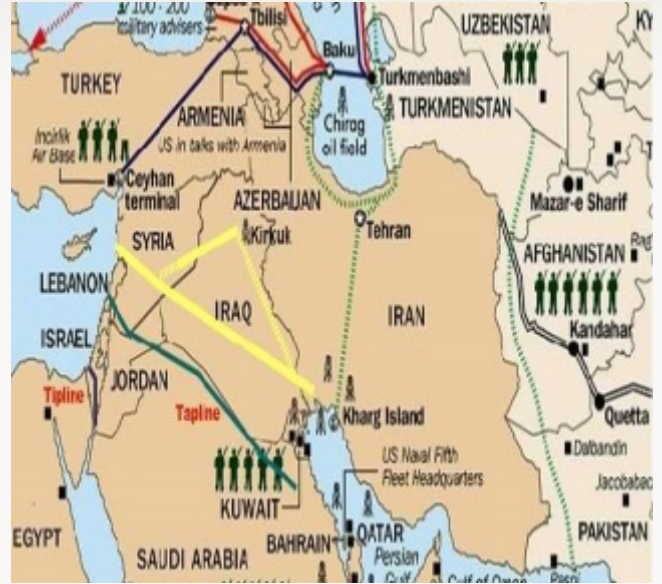 Tbilisi
100 - 200
military advisers
UZBEKISTAN
Baku
Turkmenbashi
TURKEY
TURKMENISTAN
ARMENIA
Chirag
oil field
Incirlik
Air Base
US in talks with Armenia
Ceyhan
terminal
AZERBAIJAN
Mazar-e Sharif
SYRIA
Kirkuk
Tehran
AFGHANISTAN
LEBANON
IRAQ
IRAN
ISRAEL
Kandahar
JORDAN
Tipline
Tapline
Kharg Island
Quetta
US Naval Fifth
Fleet Headquarters
Dalbandin
KUWAIT
EGYPT
BAHRAIN
QATAR
PAKISTAN
SAUDI ARABIA
Persian
Gulf
Gulf of Oman